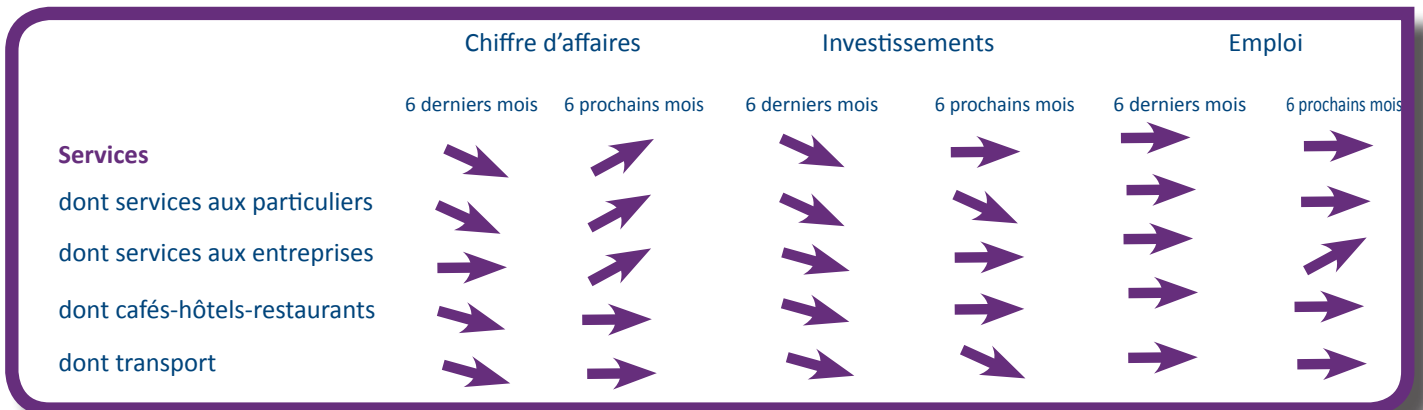 Chiffre d’affaires Investissements Emploi
6 derniers mois 6 prochains mois 6 derniers mois 6 prochains mois 6 derniers mois 6 prochains mois
Services
dont services aux particuliers
dont services aux entreprises
dont cafés-hôtels-restaurants
dont transport